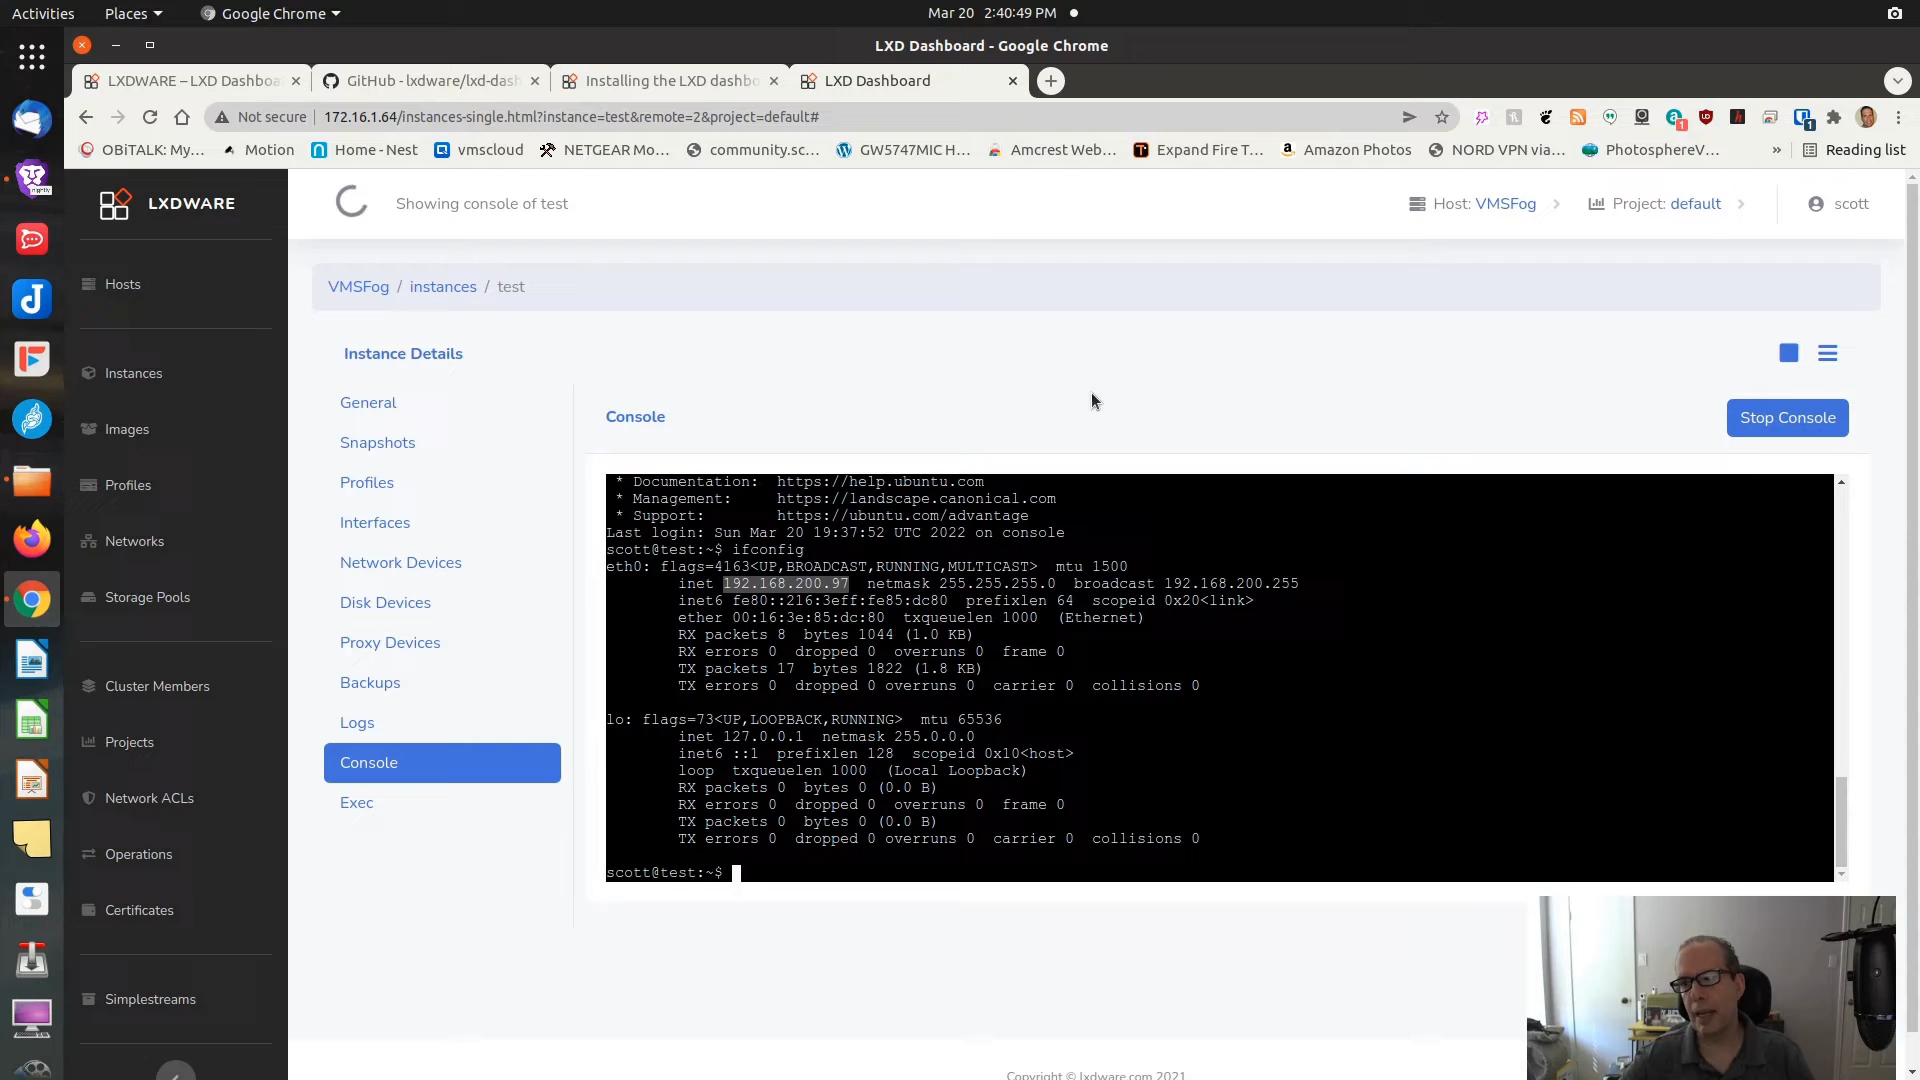 Activities Places Google Chrome Mar 20 2:40:49 PM
LXD Dashboard - Google Chrome
LXDWARE – LXD Dashboa GitHub - lxdware/lxd-dash Installing the LXD dashbo LXD Dashboard
Not secure 172.16.1.64/instances-single.html?instance=test&remote=2&project=default#
OBiTALK: My... Motion Home - Nest vmscloud NETGEAR Mo... community.sc... GW5747MIC H... Amcrest Web... Expand Fire T... Amazon Photos NORD VPN via... PhotosphereV... » Reading list
LXDWARE
Showing console of test
Host: VMSFog
Project: default
scott
Hosts
Instances
Images
Profiles
Networks
Storage Pools
Cluster Members
Projects
Network ACLs
Operations
Certificates
Simplestreams
VMSFog / instances / test
Instance Details
General
Snapshots
Profiles
Interfaces
Network Devices
Disk Devices
Proxy Devices
Backups
Logs
Console
Exec
Console
Stop Console
* Documentation: https://help.ubuntu.com
* Management: https://landscape.canonical.com
* Support: https://ubuntu.com/advantage
Last login: Sun Mar 20 19:37:52 UTC 2022 on console
scott@test:~$ ifconfig
eth0: flags=4163<UP,BROADCAST,RUNNING,MULTICAST> mtu 1500
inet 192.168.200.97 netmask 255.255.255.0 broadcast 192.168.200.255
inet6 fe80::216:3eff:fe85:dc80 prefixlen 64 scopeid 0x20<link>
ether 00:16:3e:85:dc:80 txqueuelen 1000 (Ethernet)
RX packets 8 bytes 1044 (1.0 KB)
RX errors 0 dropped 0 overruns 0 frame 0
TX packets 17 bytes 1822 (1.8 KB)
TX errors 0 dropped 0 overruns 0 carrier 0 collisions 0
lo: flags=73<UP,LOOPBACK,RUNNING> mtu 65536
inet 127.0.0.1 netmask 255.0.0.0
inet6 ::1 prefixlen 128 scopeid 0x10<host>
loop txqueuelen 1000 (Local Loopback)
RX packets 0 bytes 0 (0.0 B)
RX errors 0 dropped 0 overruns 0 frame 0
TX packets 0 bytes 0 (0.0 B)
TX errors 0 dropped 0 overruns 0 carrier 0 collisions 0
scott@test:~$
Copyright © lxdware.com 2021